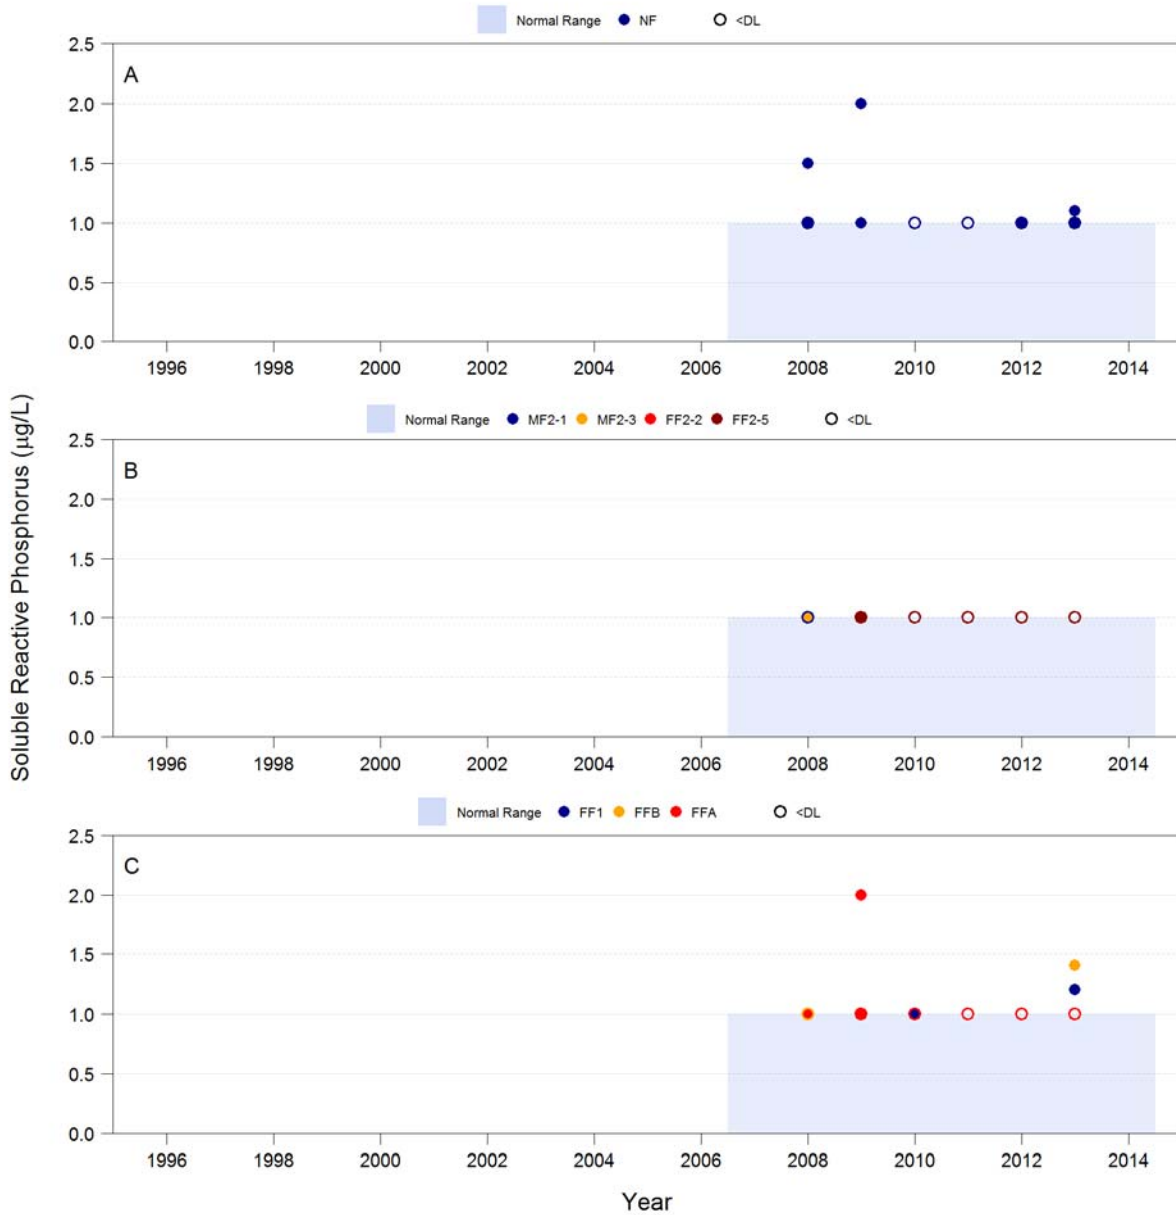 Normal Range NF <DL
A
2.5
2.0
1.5
1.0
0.5
0.0
1996 1998 2000 2002 2004 2006 2008 2010 2012 2014
Soluble Reactive Phosphorus (µg/L)
Normal Range MF2-1 MF2-3 FF2-2 FF2-5 <DL
B
2.5
2.0
1.5
1.0
0.5
0.0
1996 1998 2000 2002 2004 2006 2008 2010 2012 2014
Normal Range FF1 FFB FFA <DL
C
2.5
2.0
1.5
1.0
0.5
0.0
1996 1998 2000 2002 2004 2006 2008 2010 2012 2014
Year